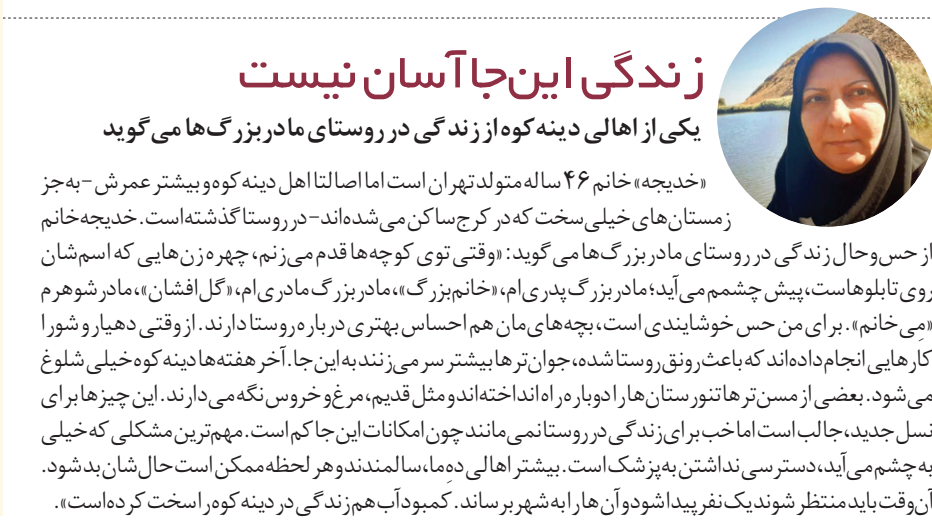 زندگی این‌جا آسان نیست
یکی از اهالی دینه کوه از زندگی در روستای مادربزرگ‌ها می‌گوید
«خدیجه» خانم ۴۶ ساله متولد تهران است اما اصالتا اهل دینه کوه و بیشتر عمرش – به‌جز
زمستان‌های خیلی سخت که در کرج ساکن می‌شده‌اند – در روستا گذشته است. خدیجه خانم
از حس‌وحال زندگی در روستای مادربزرگ‌ها می‌گوید: «وقتی توی کوچه‌ها قدم می‌زنم، چهره زن‌هایی که اسم‌شان
روی تابلوهاست، پیش چشمم می‌آید؛ مادربزرگ پدری‌ام، «خانم‌بزرگ»، مادربزرگ مادری‌ام، «گل‌افشان»، مادرشوهرم
«مِی‌خانم». برای من حس خوشایندی است، بچه‌های‌مان هم احساس بهتری درباره روستا دارند. از وقتی دهیار و شورا
کارهایی انجام داده‌اند که باعث رونق روستا شده، جوان‌ترها بیشتر سر می‌زنند به این‌جا. آخر هفته‌ها دینه کوه خیلی شلوغ
می‌شود. بعضی از مسن‌ترها تنورستان‌ها را دوباره راه انداخته‌اند و مثل قدیم، مرغ و خروس نگه می‌دارند. این چیزها برای
نسل جدید، جالب است اما خب برای زندگی در روستا نمی‌مانند چون امکانات این‌جا کم است. مهم‌ترین مشکلی که خیلی
به چشم می‌آید، دسترسی نداشتن به پزشک است. بیشتر اهالی دهِ ما، سالمندند و هر لحظه ممکن است حال‌شان بد شود.
آن‌وقت باید منتظر شوند یک نفر پیدا شود و آن‌ها را به شهر برساند. کمبود آب هم زندگی در دینه کوه را سخت کرده است».